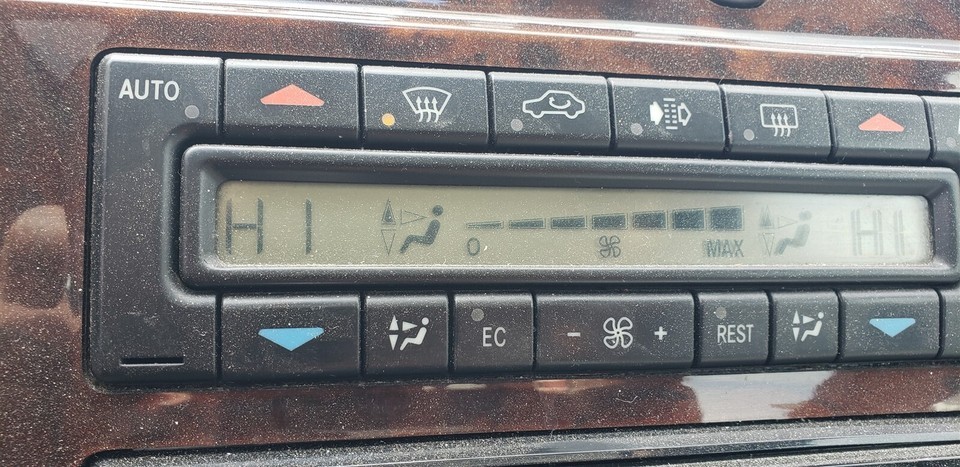 AUTO
HI HI
0 MAX
EC - + REST